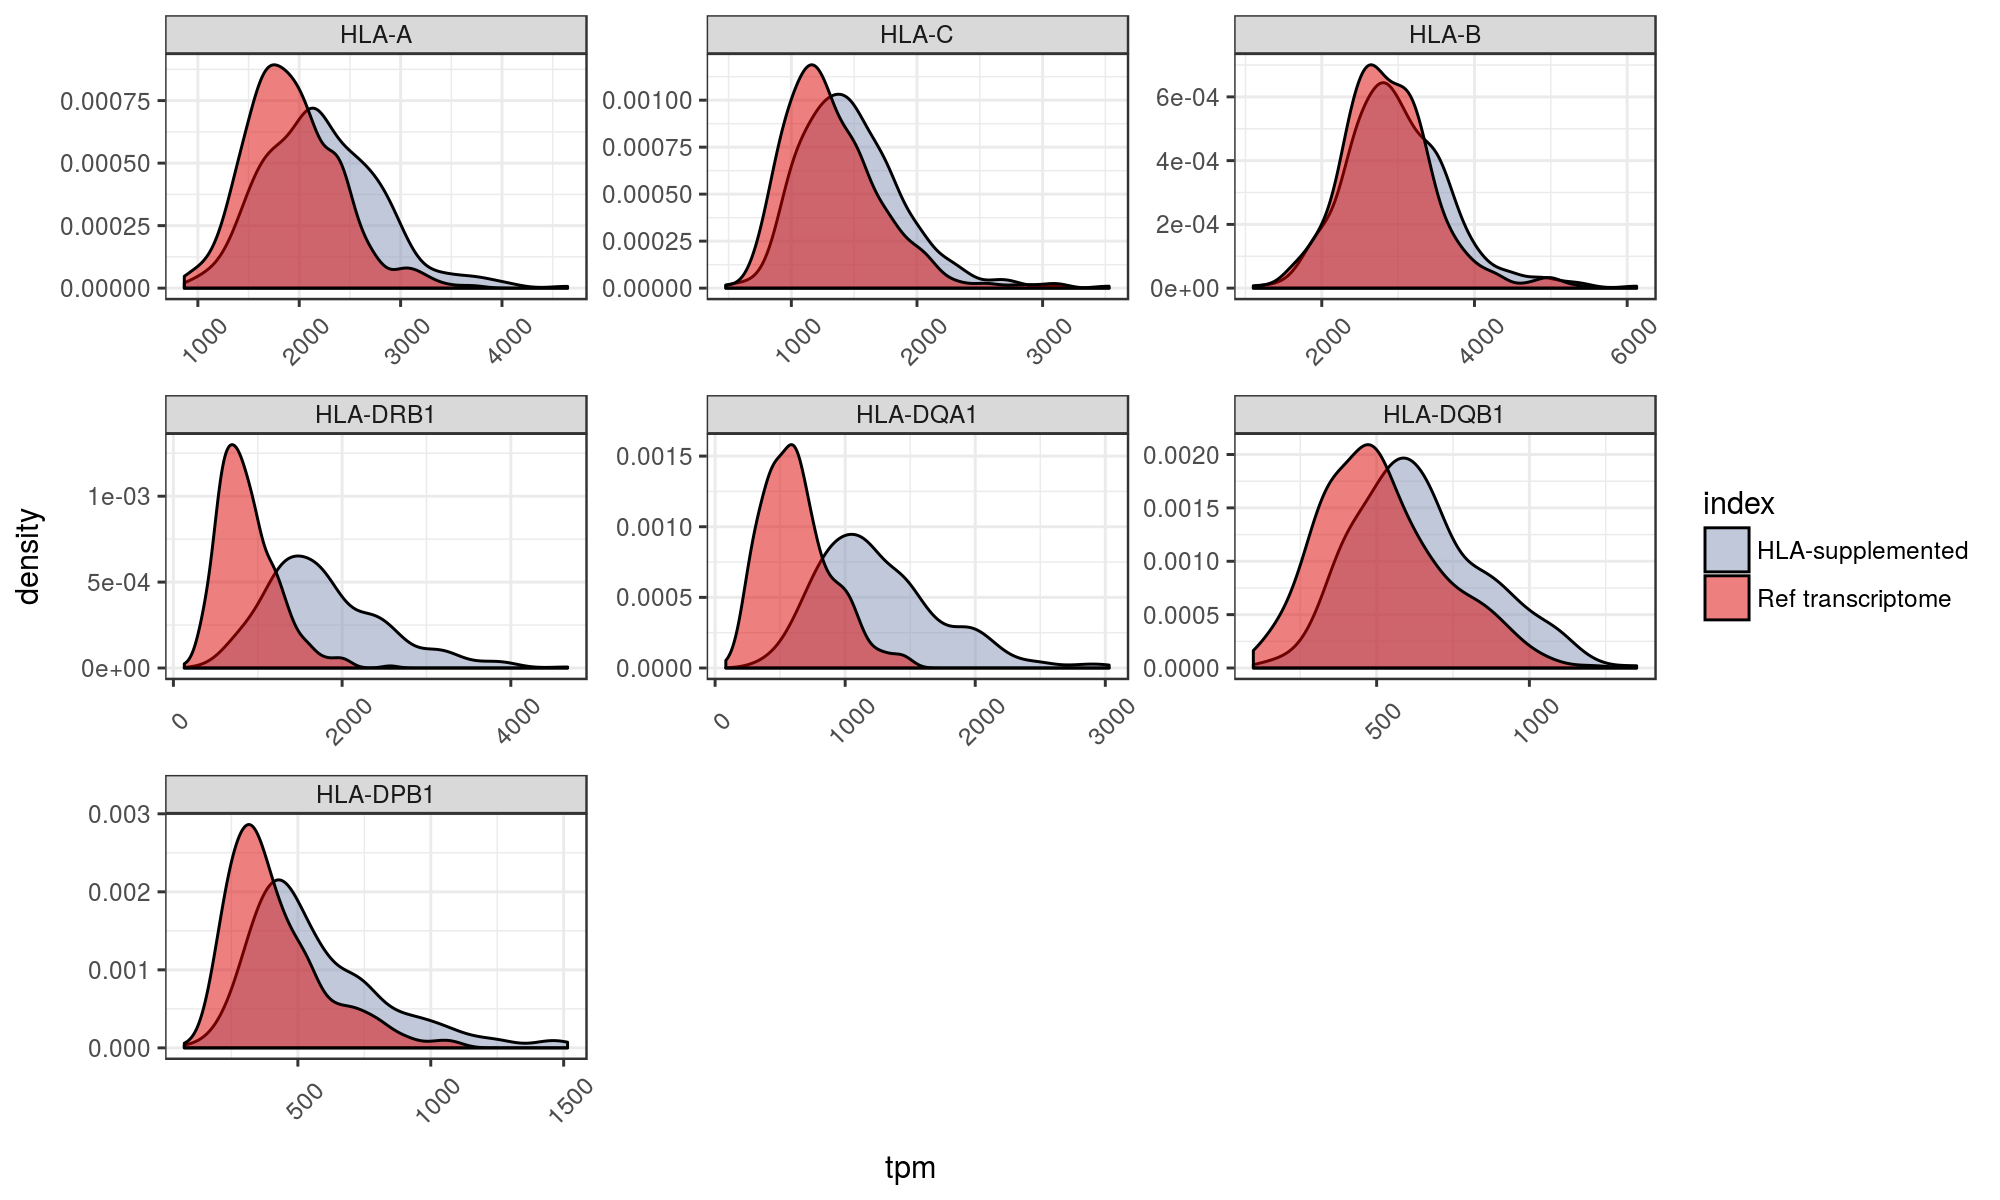 HLA-A
HLA-C
HLA-B
0.00075
0.00050
0.00025
0.00000
1000 2000 3000 4000
0.00100
0.00075
0.00050
0.00025
0.00000
1000 2000 3000
6e-04
4e-04
2e-04
0e+00
2000 4000 6000
HLA-DRB1
HLA-DQA1
HLA-DQB1
1e-03
5e-04
0e+00
0 2000 4000
0.0015
0.0010
0.0005
0.0000
0 1000 2000 3000
0.0020
0.0015
0.0010
0.0005
0.0000
500 1000
HLA-DPB1
0.003
0.002
0.001
0.000
500 1000 1500
density
tpm
index
HLA-supplemented
Ref transcriptome